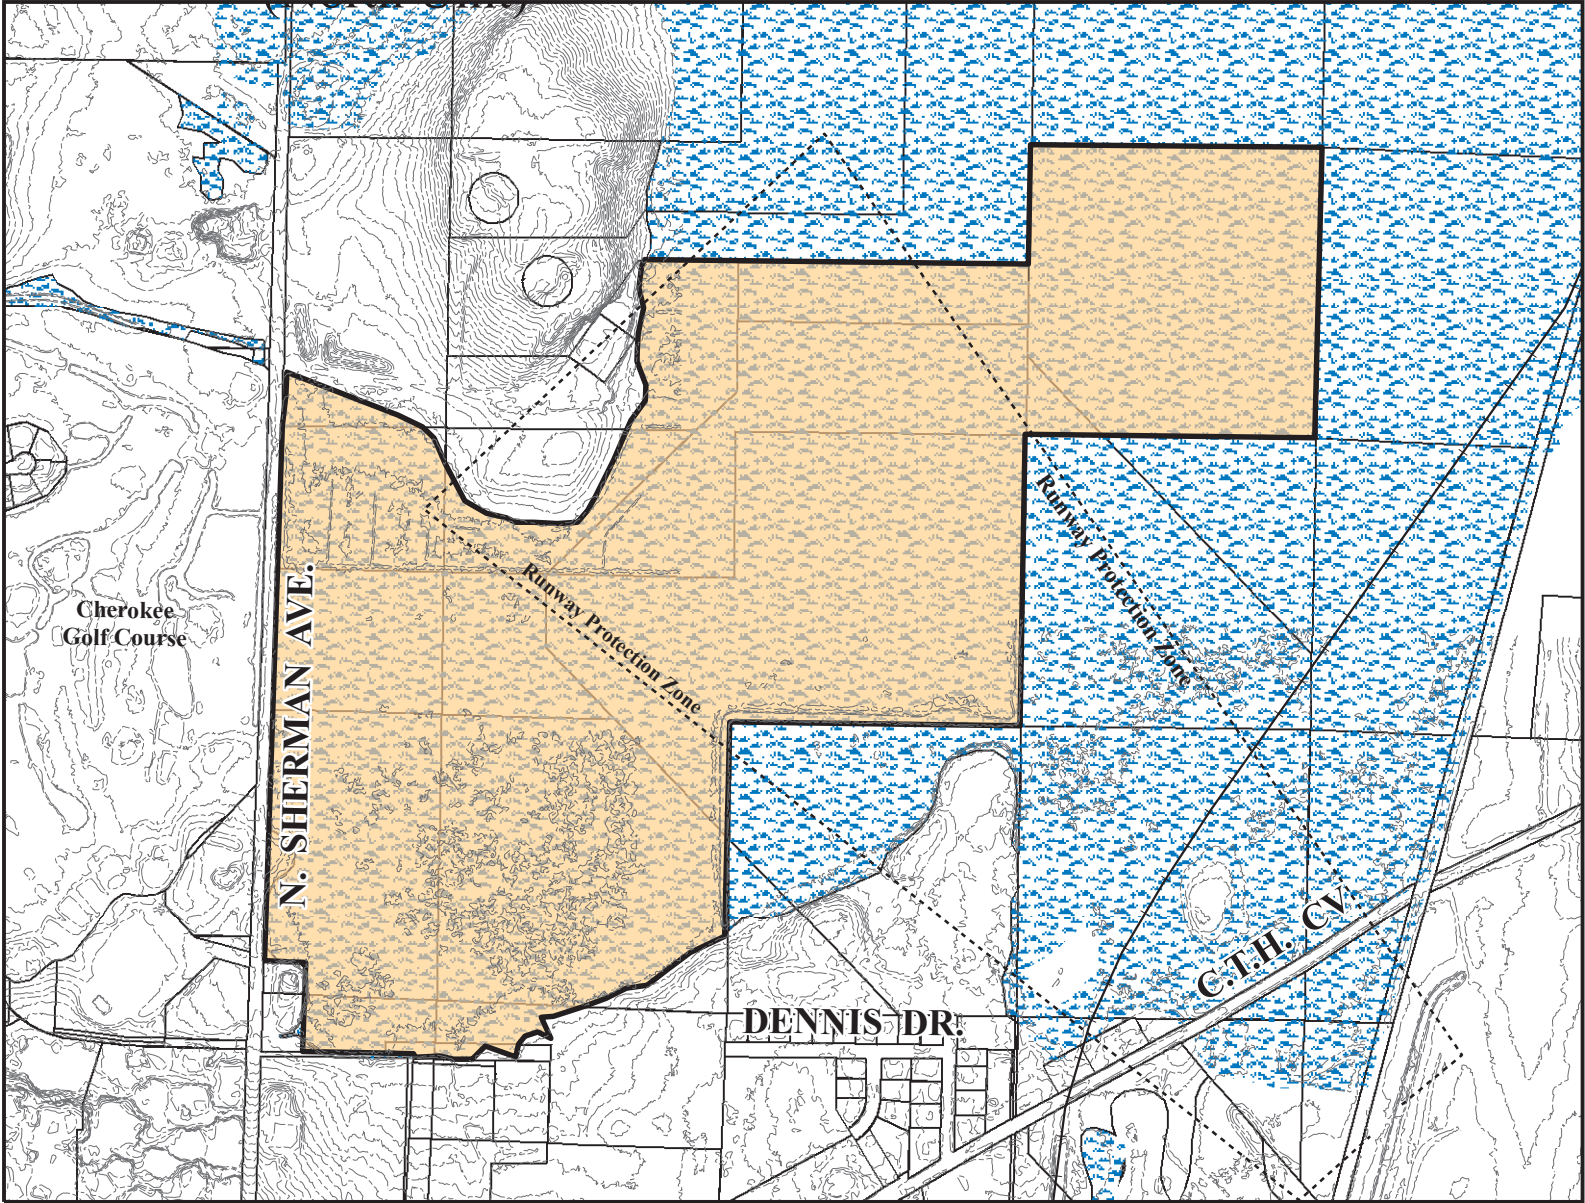 Runway Protection Zone
Runway Protection Zone
Cherokee
Golf Course
N. SHERMAN AVE.
C.T.H. CV.
DENNIS DR.